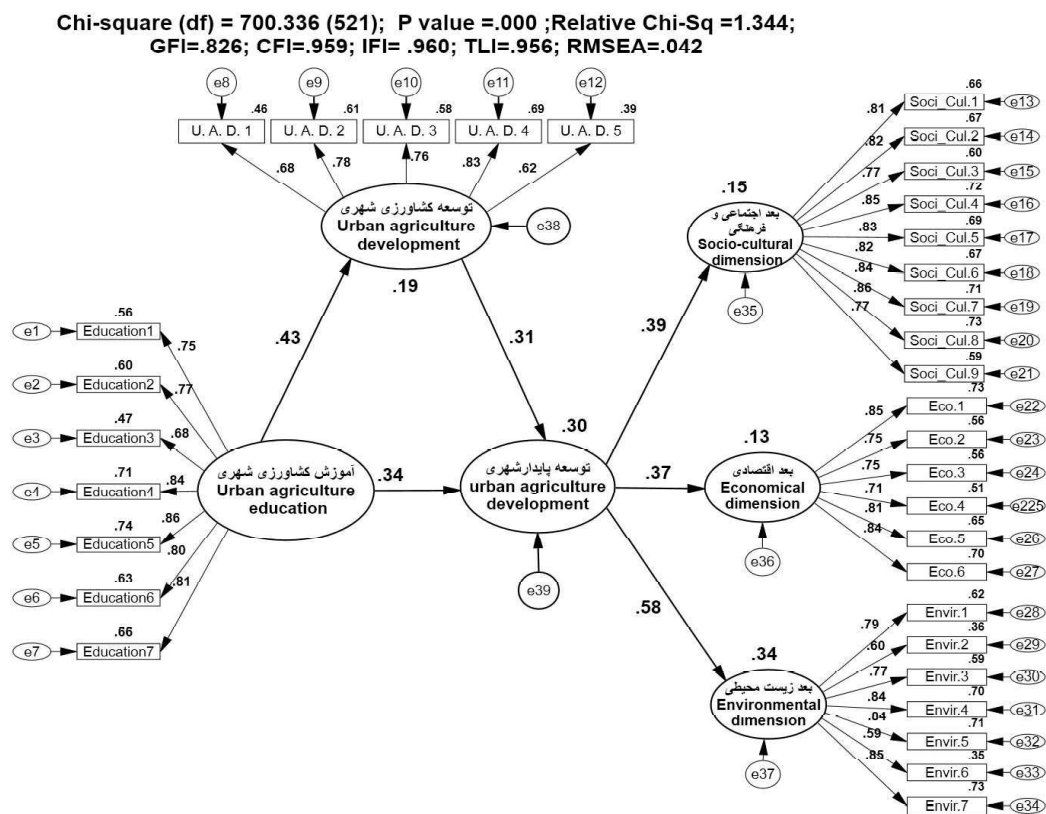 Chi-square (df) = 700.336 (521); P value =.000 ;Relative Chi-Sq =1.344;
GFI=.826; CFI=.959; IFI= .960; TLI=.956; RMSEA=.042
e8 e9 e10 e11 e12
.46 .61 .58 .69 .39
U. A. D. 1 U. A. D. 2 U. A. D. 3 U. A. D. 4 U. A. D. 5
.68 .78 .76 .83 .62
توسعه کشاورزی شهری
Urban agriculture
development
e38
.19
.43
.31
.56
e1 Education1 .75
.60
e2 Education2 .77
.47
e3 Education3 .68
.71
Education4 .84
.74
e5 Education5 .86
.63
e6 Education6 .80
.66
e7 Education7 .81
آموزش کشاورزی شهری
Urban agriculture
education
.34
.30
توسعه پایدارشهری
urban agriculture
development
e39
.39
.37
.58
.15
بعد اجتماعی و
فرهنگی
Socio-cultural
dimension
e35
.66
.81 Soci_Cul.1 e13
.67
.82 Soci_Cul.2 e14
.60
.77 Soci_Cul.3 e15
.72
.85 Soci_Cul.4 e16
.69
.83 Soci_Cul.5 e17
.67
.82 Soci_Cul.6 e18
.71
.84 Soci_Cul.7 e19
.73
.86 Soci_Cul.8 e20
.59
.77 Soci_Cul.9 e21
.13
بعد اقتصادی
Economical
dimension
e36
.73
.85 Eco.1 e22
.56
.75 Eco.2 e23
.56
.75 Eco.3 e24
.51
.71 Eco.4 e225
.65
.81 Eco.5 e26
.70
.84 Eco.6 e27
.34
بعد زیست محیطی
Environmental
dimension
e37
.62
.79 Envir.1 e28
.36
.60 Envir.2 e29
.59
.77 Envir.3 e30
.70
.84 Envir.4 e31
.71
.04 Envir.5 e32
.35
.59 Envir.6 e33
.73
.85 Envir.7 e34